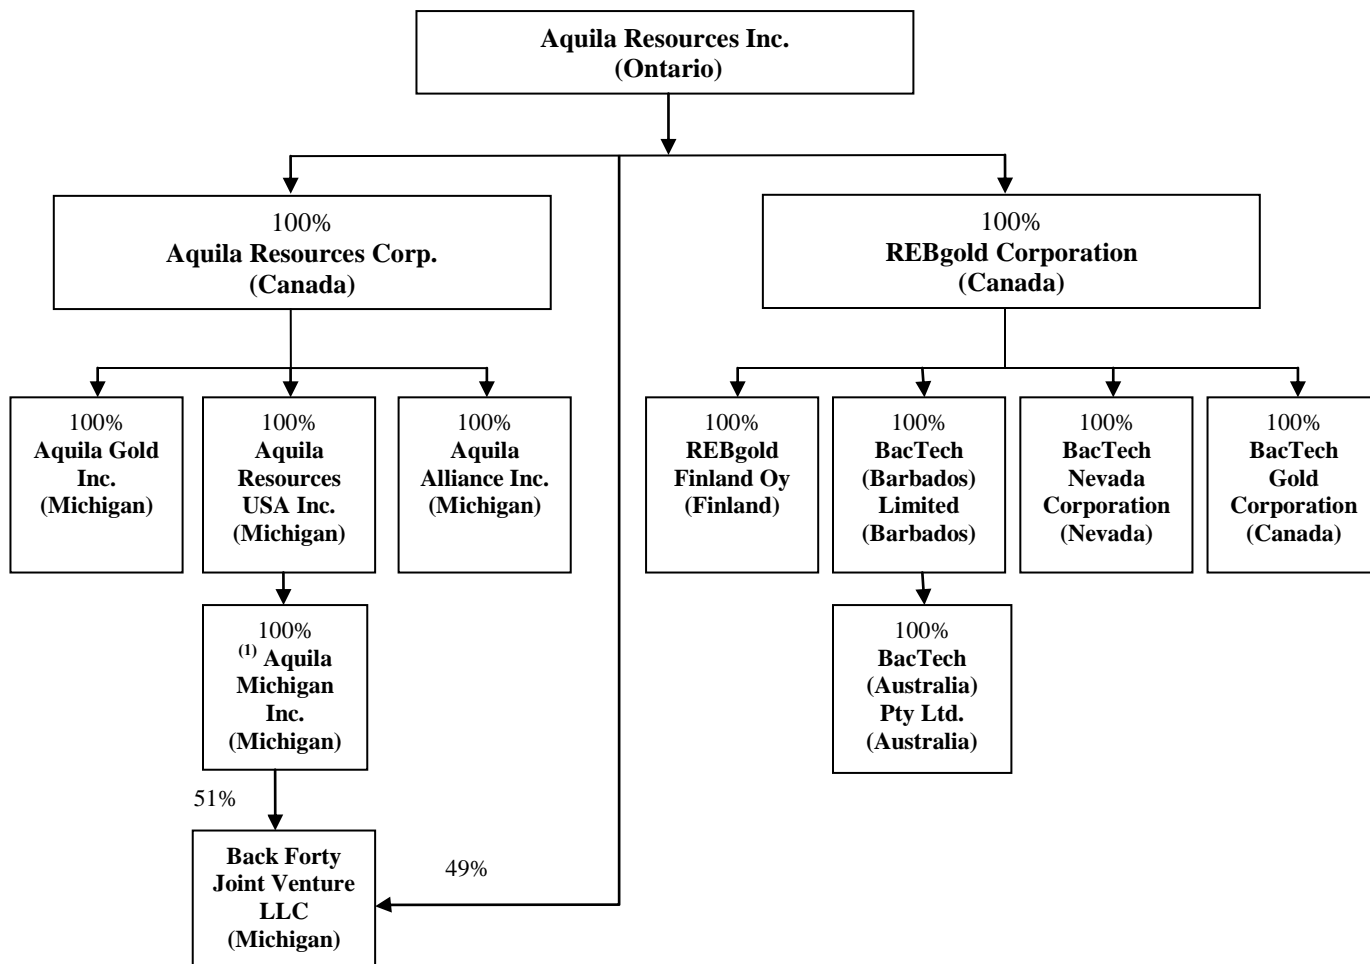 Aquila Resources Inc.
(Ontario)
100%
Aquila Resources Corp.
(Canada)
100%
REBgold Corporation
(Canada)
100%
Aquila Gold
Inc.
(Michigan)
100%
Aquila
Resources
USA Inc.
(Michigan)
100%
Aquila
Alliance Inc.
(Michigan)
100%
REBgold
Finland Oy
(Finland)
100%
BacTech
(Barbados)
Limited
(Barbados)
100%
BacTech
Nevada
Corporation
(Nevada)
100%
BacTech
Gold
Corporation
(Canada)
100%
(1) Aquila
Michigan
Inc.
(Michigan)
100%
BacTech
(Australia)
Pty Ltd.
(Australia)
51%
Back Forty
Joint Venture
LLC
(Michigan)
49%